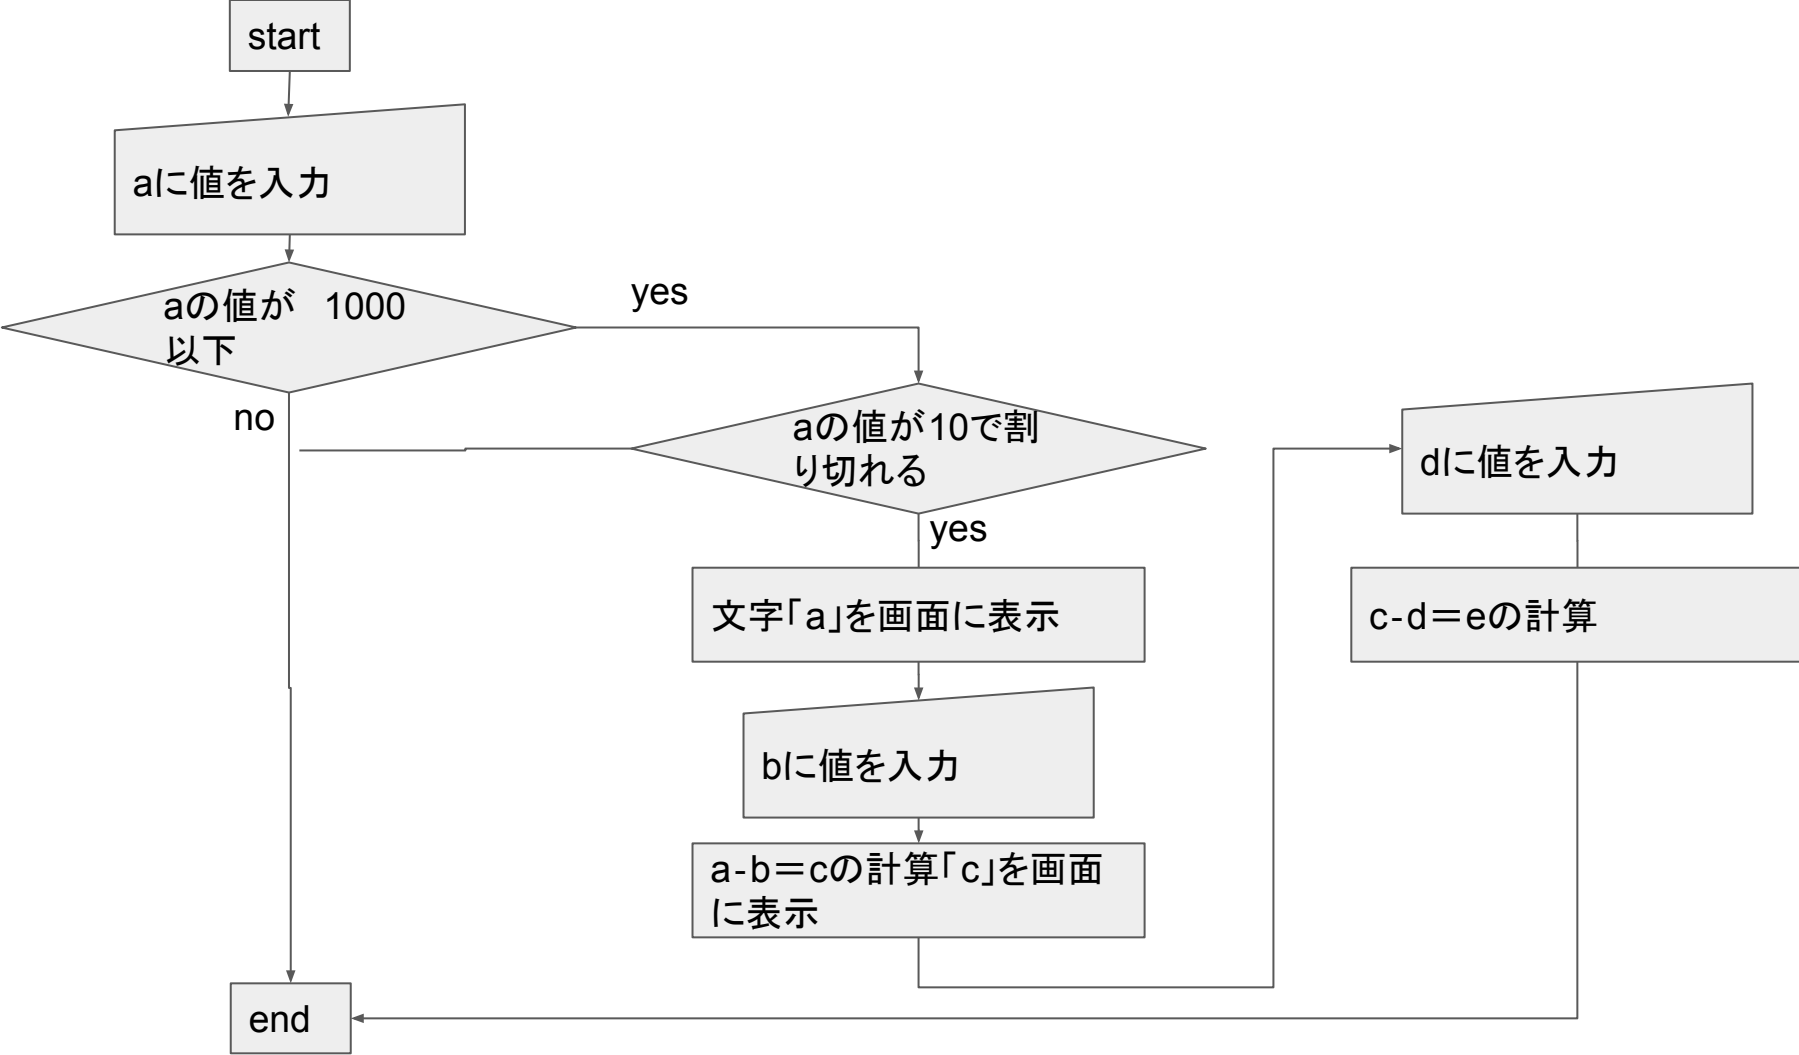 start
aに値を入力
aの値が　1000
以下
yes
no
aの値が10で割
り切れる
yes
文字「a」を画面に表示
bに値を入力
a-b＝cの計算「c」を画面
に表示
dに値を入力
c-d＝eの計算
end